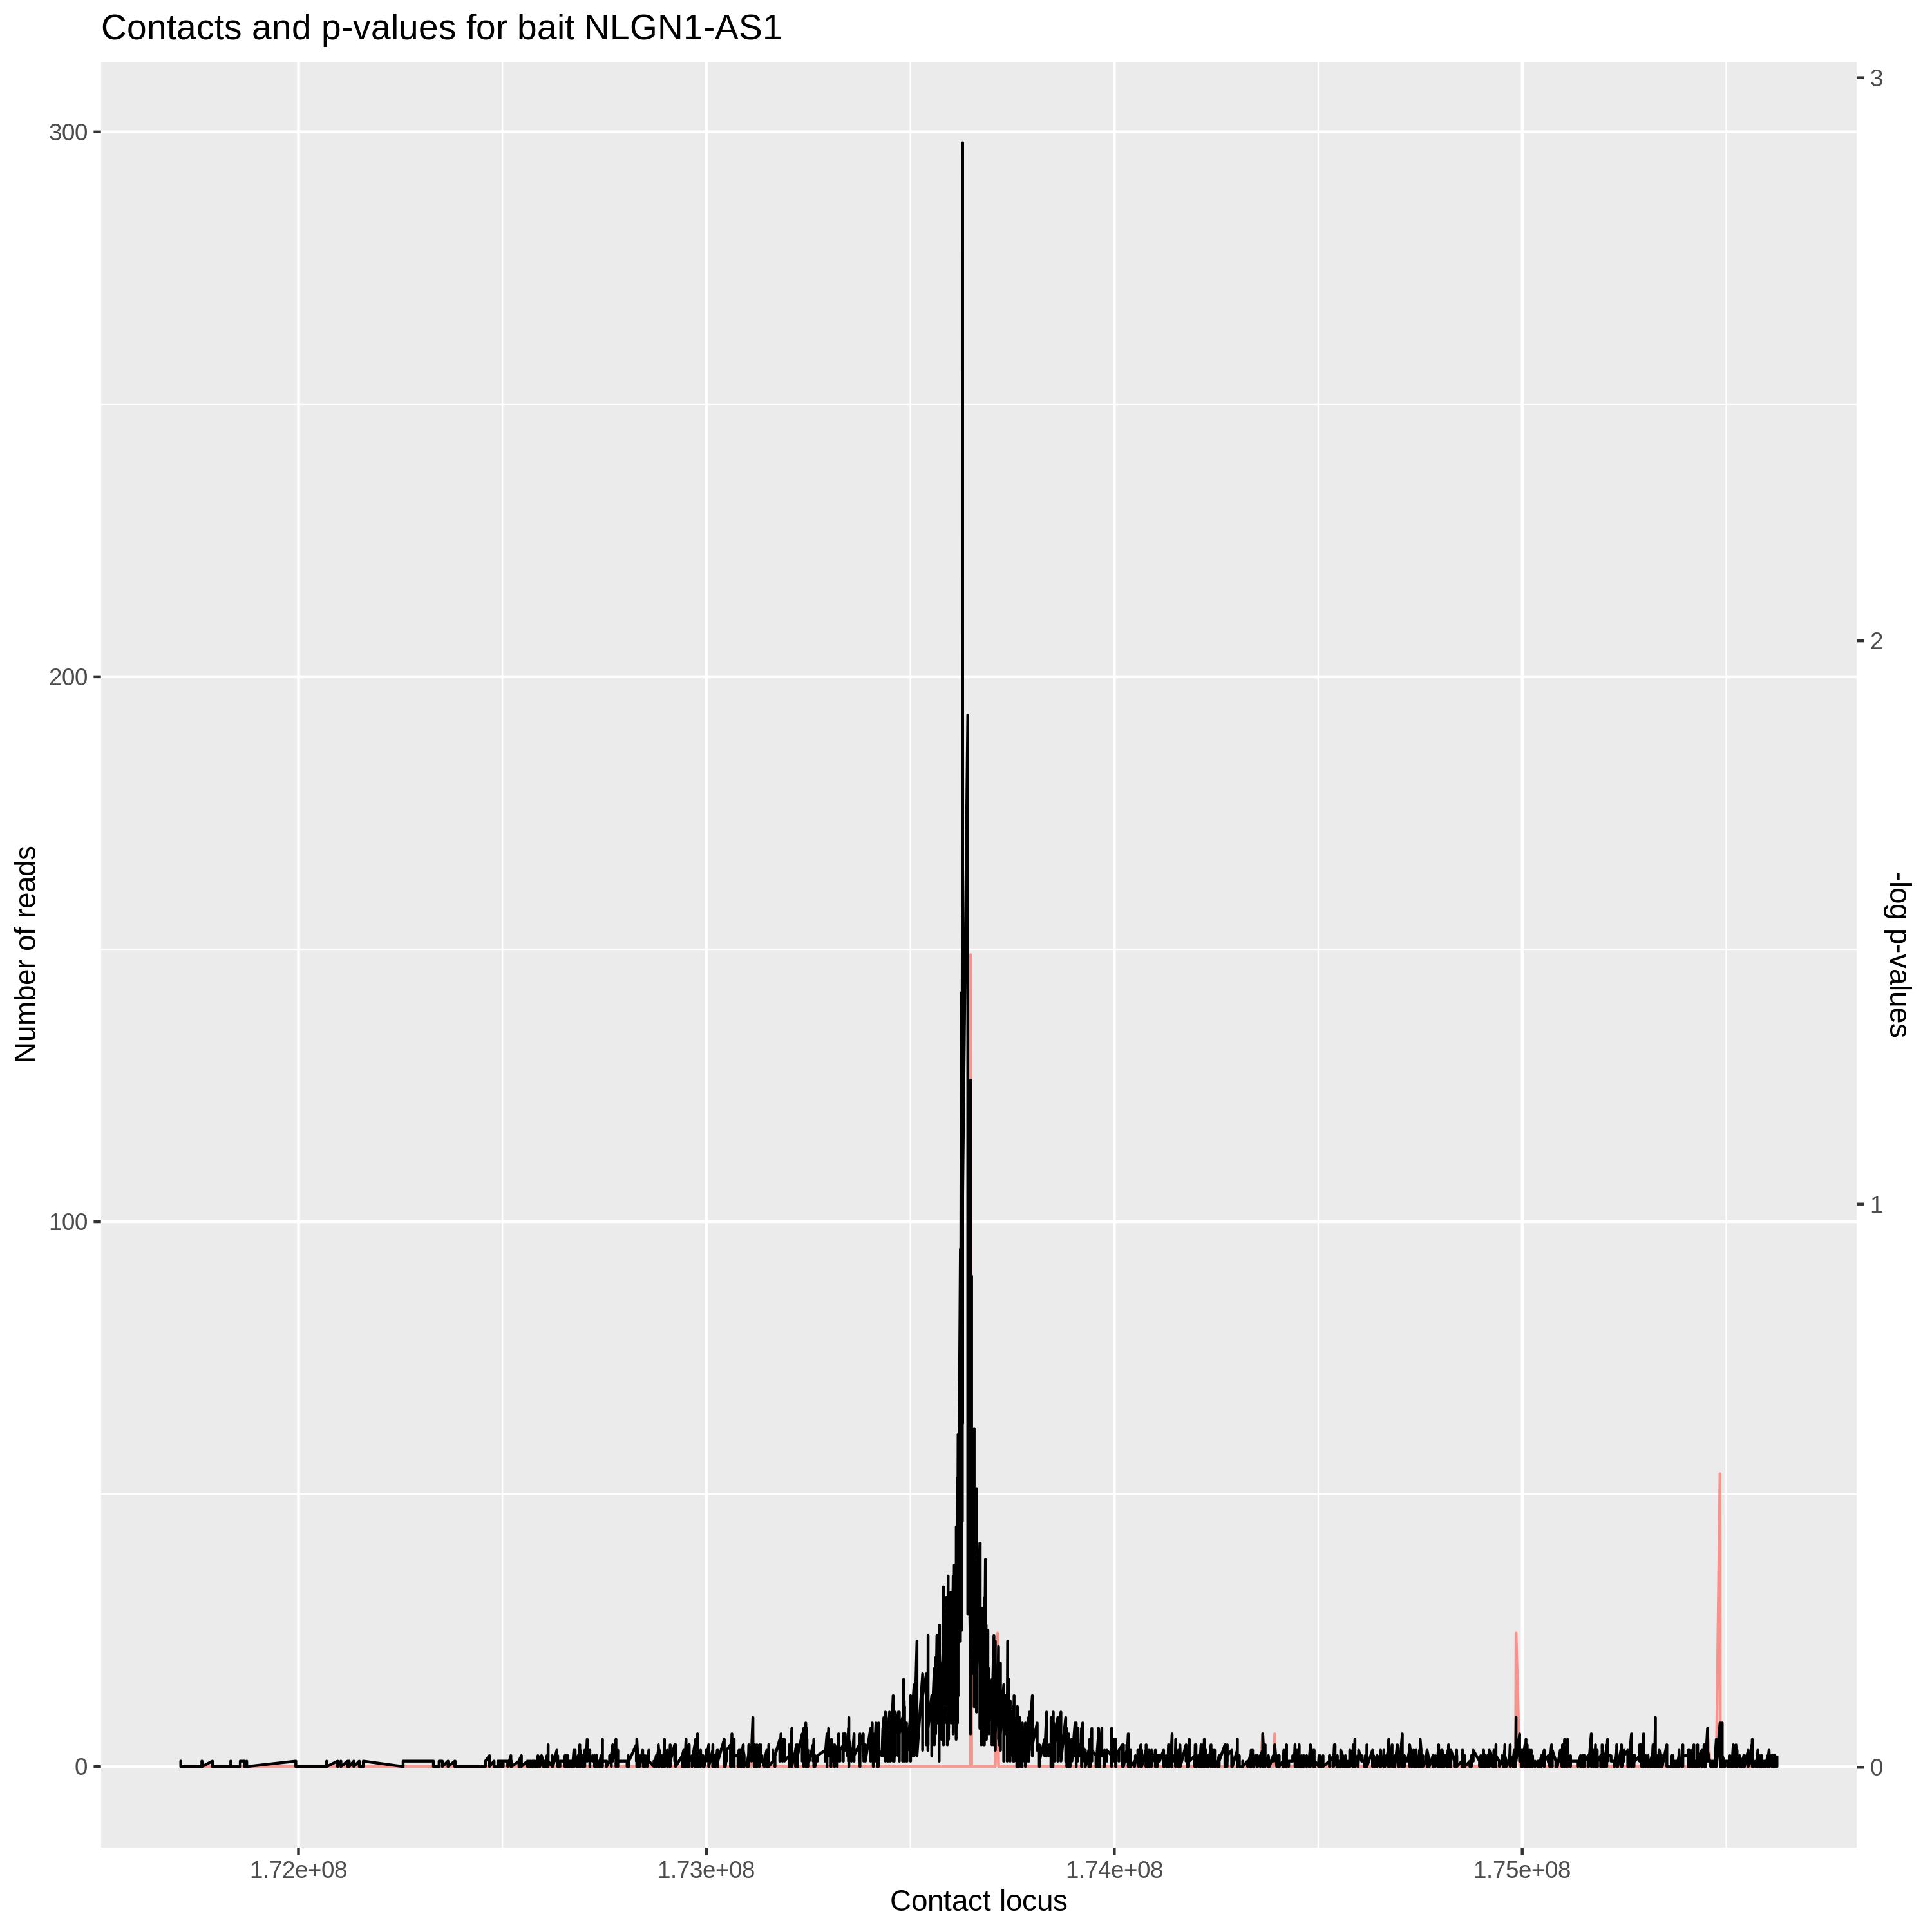 Contacts and p-values for bait NLGN1-AS1
300
200
100
0
Number of reads
3
2
1
0
-log p-values
1.72e+08 1.73e+08 1.74e+08 1.75e+08
Contact locus